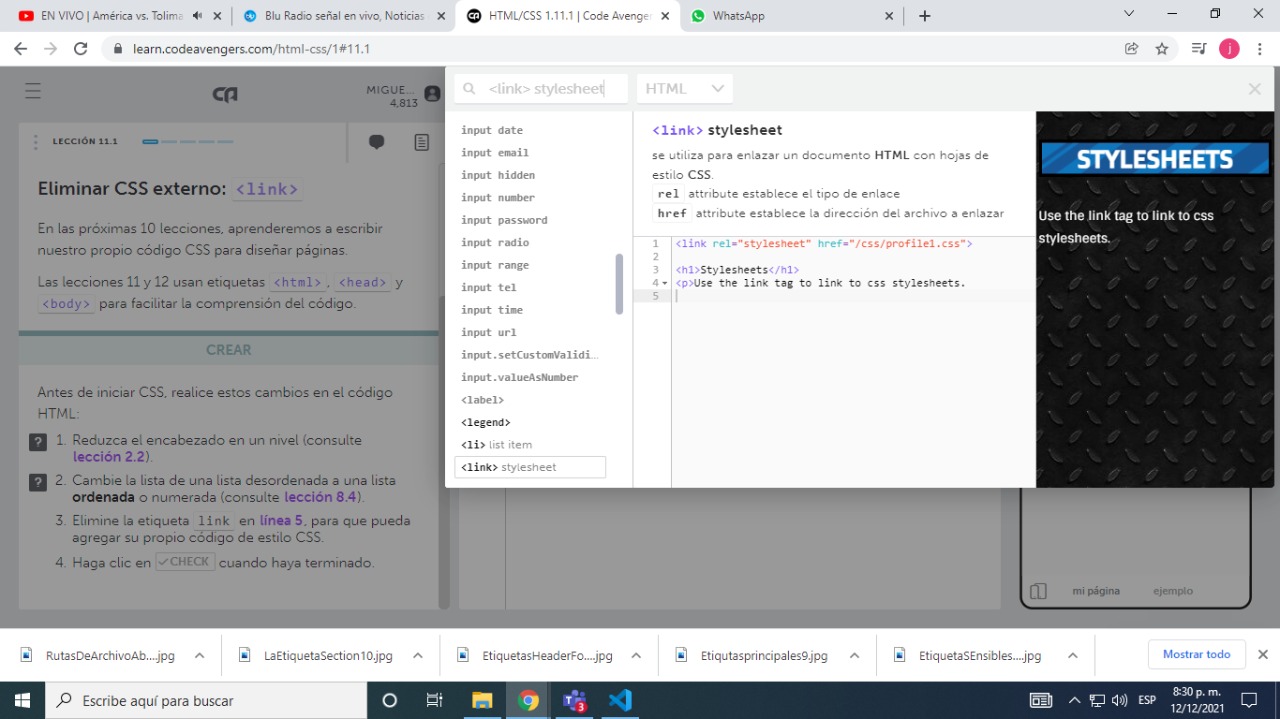 EN VIVO | América vs. Tolima
Blu Radio señal en vivo, Noticias
HTML/CSS 1.11.1 | Code Avenge
WhatsApp
learn.codeavengers.com/html-css/1#11.1
j
MIGUE...
4,813
<link> stylesheet
HTML
LECCIÓN 11.1
Eliminar CSS externo: <link>
En las próximas 10 lecciones, aprenderemos a escribir
nuestro propio código CSS para diseñar páginas.
Las lecciones 11 y 12 usan etiquetas <html>, <head> y
<body> para facilitar la comprensión del código.
CREAR
Antes de iniciar CSS, realice estos cambios en el código
HTML:
? 1. Reduzca el encabezado en un nivel (consulte
lección 2.2).
? 2. Cambie la lista de una lista desordenada a una lista
ordenada o numerada (consulte lección 8.4).
3. Elimine la etiqueta link en línea 5, para que pueda
agregar su propio código de estilo CSS.
4. Haga clic en CHECK cuando haya terminado.
input date
input email
input hidden
input number
input password
input radio
input range
input tel
input time
input url
input.setCustomValidi...
input.valueAsNumber
<label>
<legend>
<li> list item
<link> stylesheet
<link> stylesheet
se utiliza para enlazar un documento HTML con hojas de
estilo CSS.
rel attribute establece el tipo de enlace
href attribute establece la dirección del archivo a enlazar
1 <link rel="stylesheet" href="/css/profile1.css">
2
3 <h1>Stylesheets</h1>
4 <p>Use the link tag to link to css stylesheets.
5
STYLESHEETS
Use the link tag to link to css
stylesheets.
mi página
ejemplo
RutasDeArchivoAb....jpg
LaEtiquetaSection10.jpg
EtiquetasHeaderFo....jpg
Etiqutasprincipales9.jpg
EtiquetaSEnsibles....jpg
Mostrar todo
Escribe aquí para buscar
3
ESP
8:30 p. m.
12/12/2021